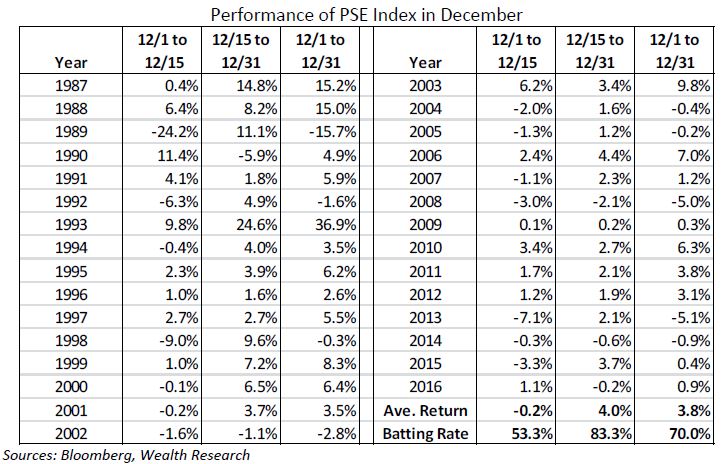 Performance of PSE Index in December
Year 12/1 to 12/15 12/15 to 12/31 12/1 to 12/31 Year 12/1 to 12/15 12/15 to 12/31 12/1 to 12/31
1987 0.4% 14.8% 15.2% 2003 6.2% 3.4% 9.8%
1988 6.4% 8.2% 15.0% 2004 -2.0% 1.6% -0.4%
1989 -24.2% 11.1% -15.7% 2005 -1.3% 1.2% -0.2%
1990 11.4% -5.9% 4.9% 2006 2.4% 4.4% 7.0%
1991 4.1% 1.8% 5.9% 2007 -1.1% 2.3% 1.2%
1992 -6.3% 4.9% -1.6% 2008 -3.0% -2.1% -5.0%
1993 9.8% 24.6% 36.9% 2009 0.1% 0.2% 0.3%
1994 -0.4% 4.0% 3.5% 2010 3.4% 2.7% 6.3%
1995 2.3% 3.9% 6.2% 2011 1.7% 2.1% 3.8%
1996 1.0% 1.6% 2.6% 2012 1.2% 1.9% 3.1%
1997 2.7% 2.7% 5.5% 2013 -7.1% 2.1% -5.1%
1998 -9.0% 9.6% -0.3% 2014 -0.3% -0.6% -0.9%
1999 1.0% 7.2% 8.3% 2015 -3.3% 3.7% 0.4%
2000 -0.1% 6.5% 6.4% 2016 1.1% -0.2% 0.9%
2001 -0.2% 3.7% 3.5% Ave. Return -0.2% 4.0% 3.8%
2002 -1.6% -1.1% -2.8% Batting Rate 53.3% 83.3% 70.0%
Sources: Bloomberg, Wealth Research